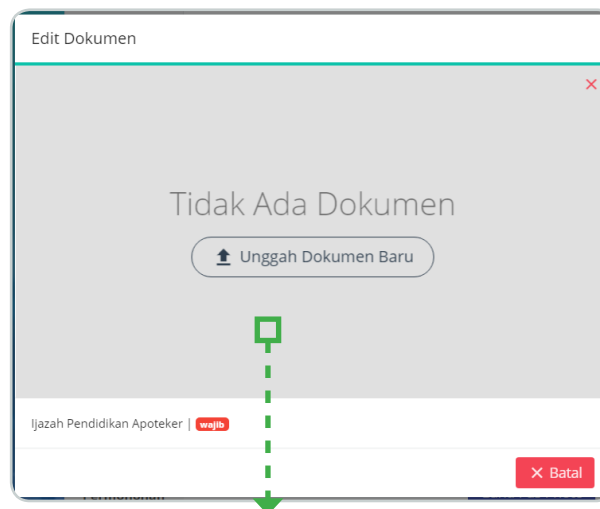 Edit Dokumen
Tidak Ada Dokumen
Unggah Dokumen Baru
Ijazah Pendidikan Apoteker | wajib
Batal